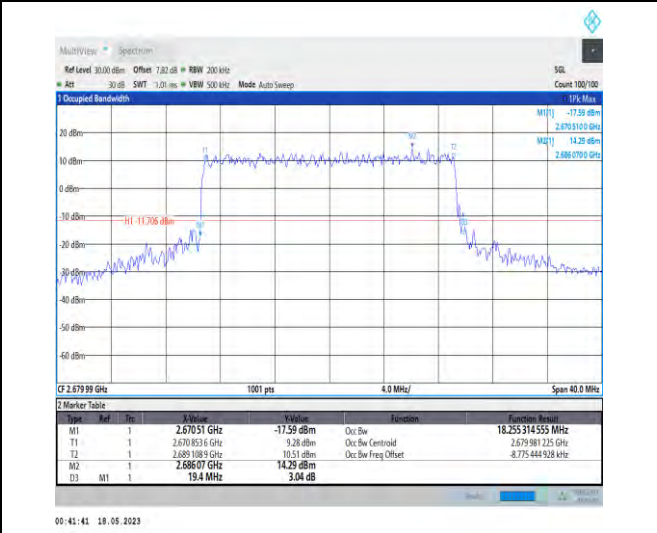 MultiView Spectrum
Ref Level 30.00 dBm Offset 7.82 dB RBW 200 kHz SGL
Att 30 dB SWT 1.01 ms VBW 500 kHz Mode Auto Sweep Count 100/100
1 Occupied Bandwidth 1Pk Max
M1[1] -17.59 dBm
2.670 510 0 GHz
M2[1] 14.29 dBm
2.686 070 0 GHz
20 dBm
M2
T1
T2
10 dBm
0 dBm
-10 dBm
H1 -11.706 dBm
M1
D3
-20 dBm
-30 dBm
-40 dBm
-50 dBm
-60 dBm
CF 2.679 99 GHz 1001 pts 4.0 MHz/ Span 40.0 MHz
2 Marker Table
Type Ref Trc X-Value Y-Value Function Function Result
M1 1 2.670 51 GHz -17.59 dBm Occ Bw 18.255 314 555 MHz
T1 1 2.670 853 6 GHz 9.28 dBm Occ Bw Centroid 2.679 981 225 GHz
T2 1 2.689 108 9 GHz 10.51 dBm Occ Bw Freq Offset -8.775 444 928 kHz
M2 1 2.686 07 GHz 14.29 dBm
D3 M1 1 19.4 MHz 3.04 dB
00:41:41 18.05.2023